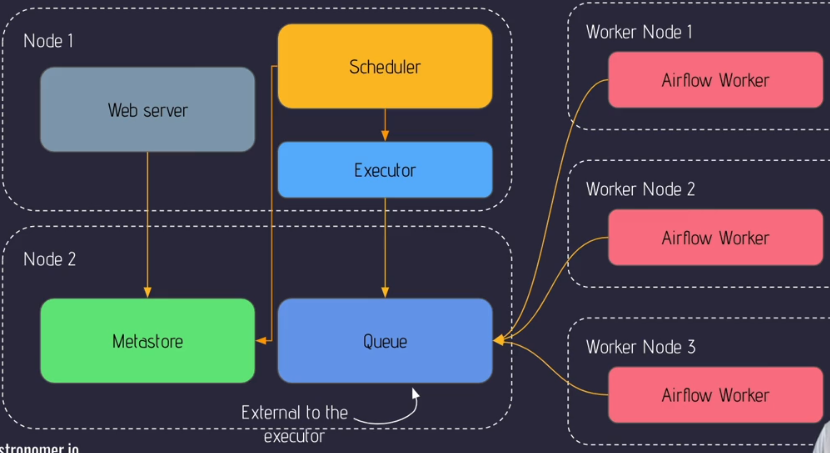 Node 1
Web server
Scheduler
Executor
Node 2
Metastore
Queue
External to the
executor
Worker Node 1
Airflow Worker
Worker Node 2
Airflow Worker
Worker Node 3
Airflow Worker
stronomer.io